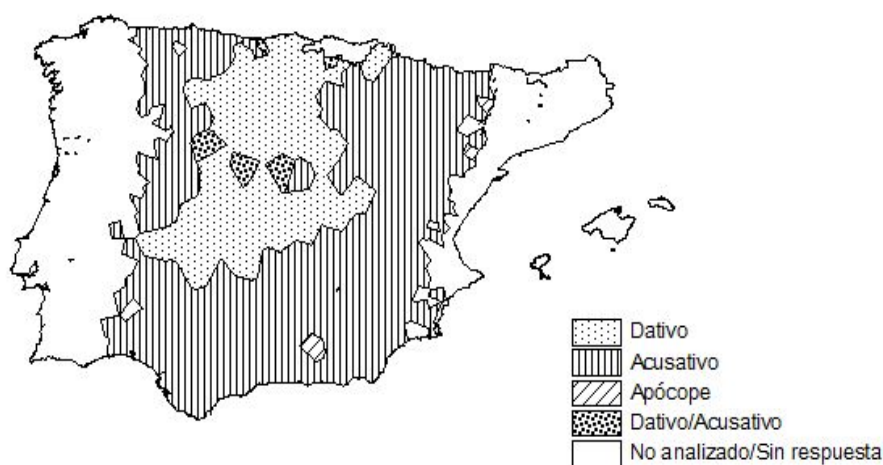 Dativo
Acusativo
Apócope
Dativo/Acusativo
No analizado/Sin respuesta